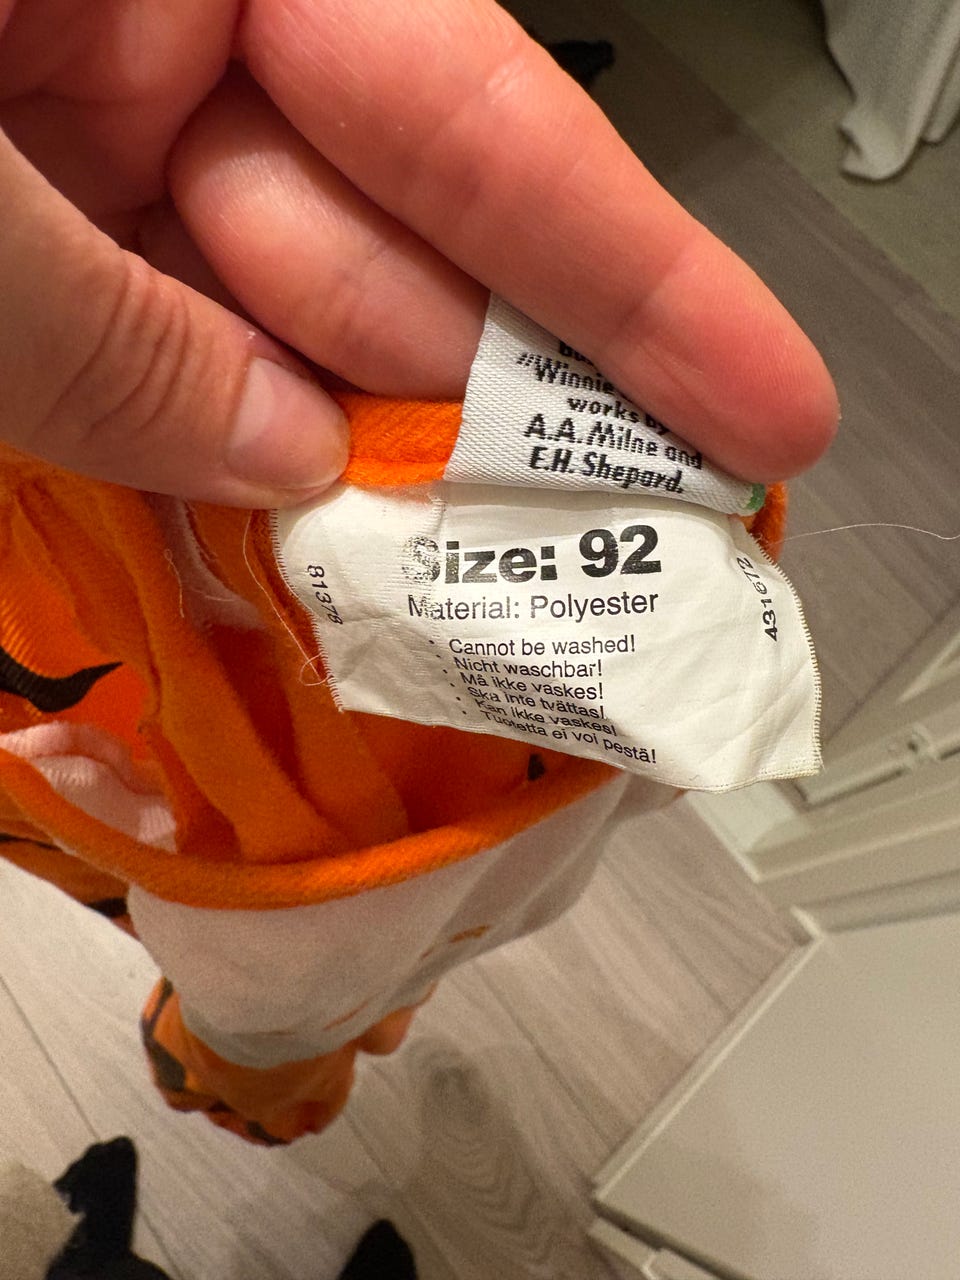 "Winnie
works by
A.A. Milne and
E.H. Shepard.
Size: 92
Material: Polyester
· Cannot be washed!
· Nicht waschbar!
· Må ikke vaskes!
· Ska inte tvättas!
· Kan ikke vaskes!
· Tuotetta ei voi pestä!
81378
431672